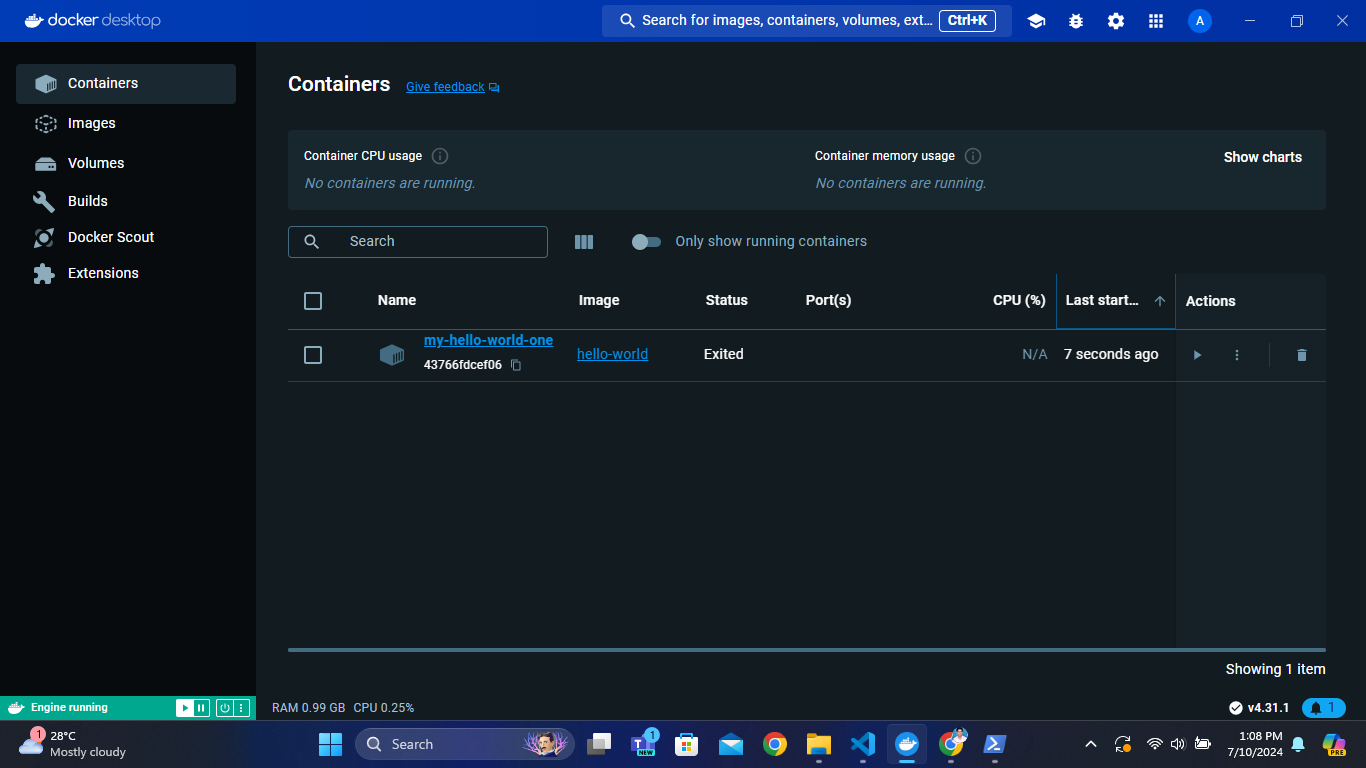 docker desktop
Search for images, containers, volumes, ext... Ctrl+K
A
Containers
Images
Volumes
Builds
Docker Scout
Extensions
Containers Give feedback
Container CPU usage
No containers are running.
Container memory usage
No containers are running.
Show charts
Search
Only show running containers
Name Image Status Port(s) CPU (%) Last start... Actions
my-hello-world-one
43766fdcef06
hello-world Exited N/A 7 seconds ago
Showing 1 item
Engine running
RAM 0.99 GB CPU 0.25%
v4.31.1
1
1
28°C
Mostly cloudy
Search
1
T
NEW
1:08 PM
7/10/2024
PRE